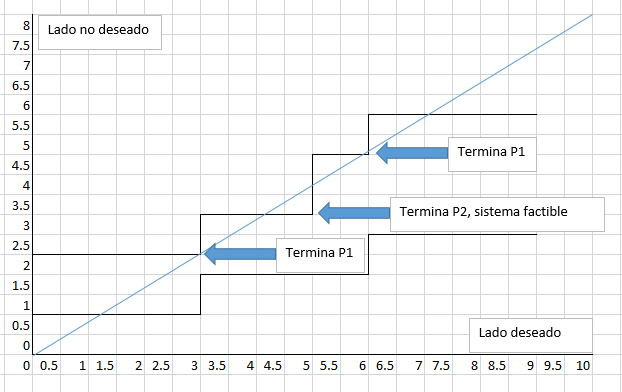 8
Lado no deseado
7.5
7
6.5
6
5.5
5
Termina P1
4.5
4
3.5
Termina P2, sistema factible
3
2.5
Termina P1
2
1.5
1
0.5
Lado deseado
0
0 0.5 1 1.5 2 2.5 3 3.5 4 4.5 5 5.5 6 6.5 7 7.5 8 8.5 9 9.5 10